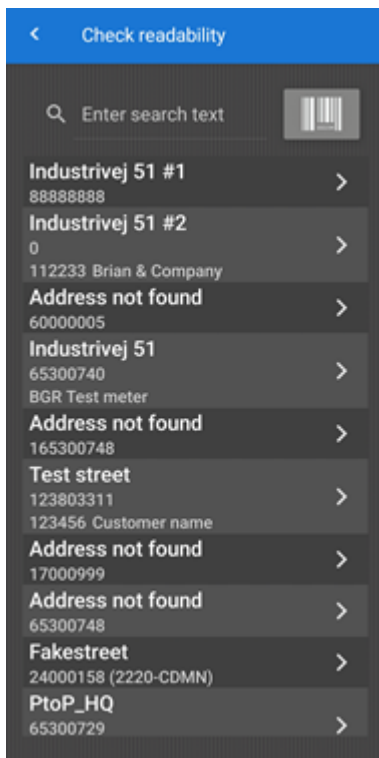 Check readability
Enter search text
Industrivej 51 #1
88888888
Industrivej 51 #2
0
112233 Brian & Company
Address not found
60000005
Industrivej 51
65300740
BGR Test meter
Address not found
165300748
Test street
123803311
123456 Customer name
Address not found
17000999
Address not found
65300748
Fakestreet
24000158 (2220-CDMN)
PtoP_HQ
65300729